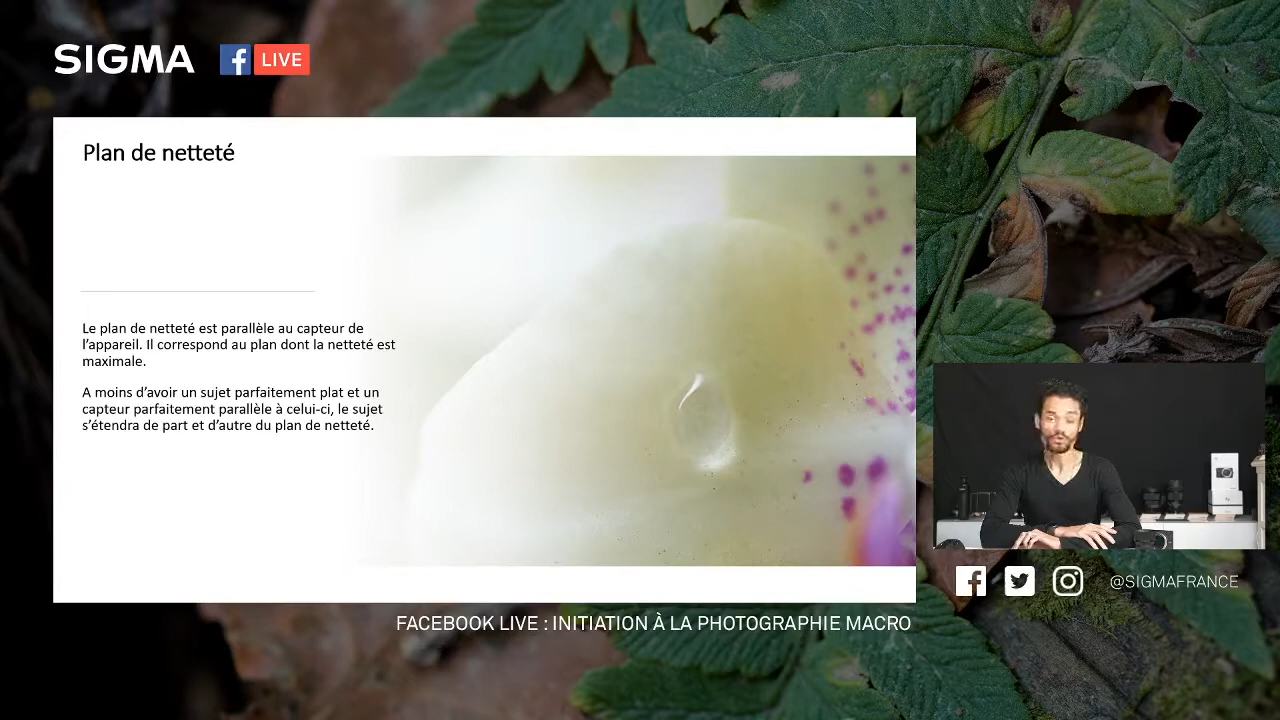 SIGMA
f LIVE
Plan de netteté
Le plan de netteté est parallèle au capteur de
l'appareil. Il correspond au plan dont la netteté est
maximale.
A moins d'avoir un sujet parfaitement plat et un
capteur parfaitement parallèle à celui-ci, le sujet
s'étendra de part et d'autre du plan de netteté.
@SIGMAFRANCE
FACEBOOK LIVE : INITIATION À LA PHOTOGRAPHIE MACRO